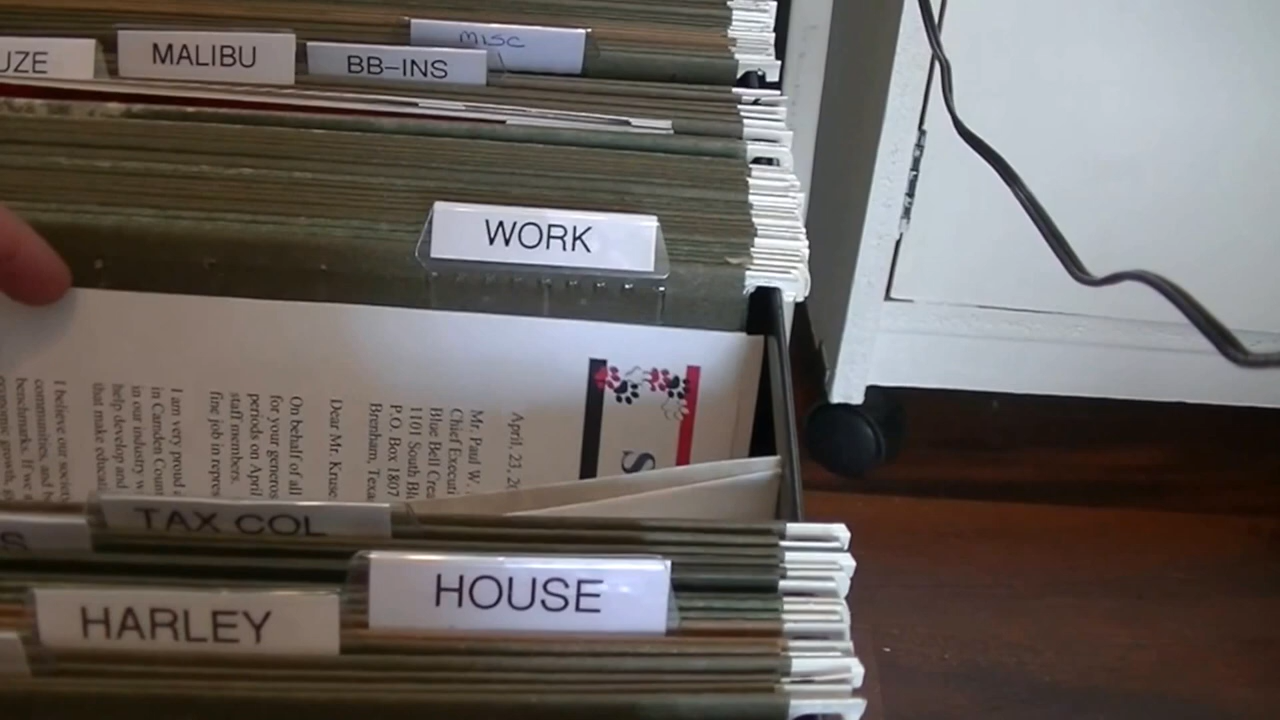 MISC
UZE
MALIBU
BB-INS
WORK
S
April 23, 2
Mr. Paul W.
Chief Executi
Blue Bell Crea
1101 South Bl
P.O. Box 1807
Brenham, Texa
Dear Mr. Kruse
On behalf of all
for your generos
periods on April
staff members.
fine job in repres
I am very proud
in Camden Count
in our industry w
help develop and
that make educati
I believe our society
communities, and b
benchmarks. If we
economic growth,
TAX COL
S
HOUSE
HARLEY